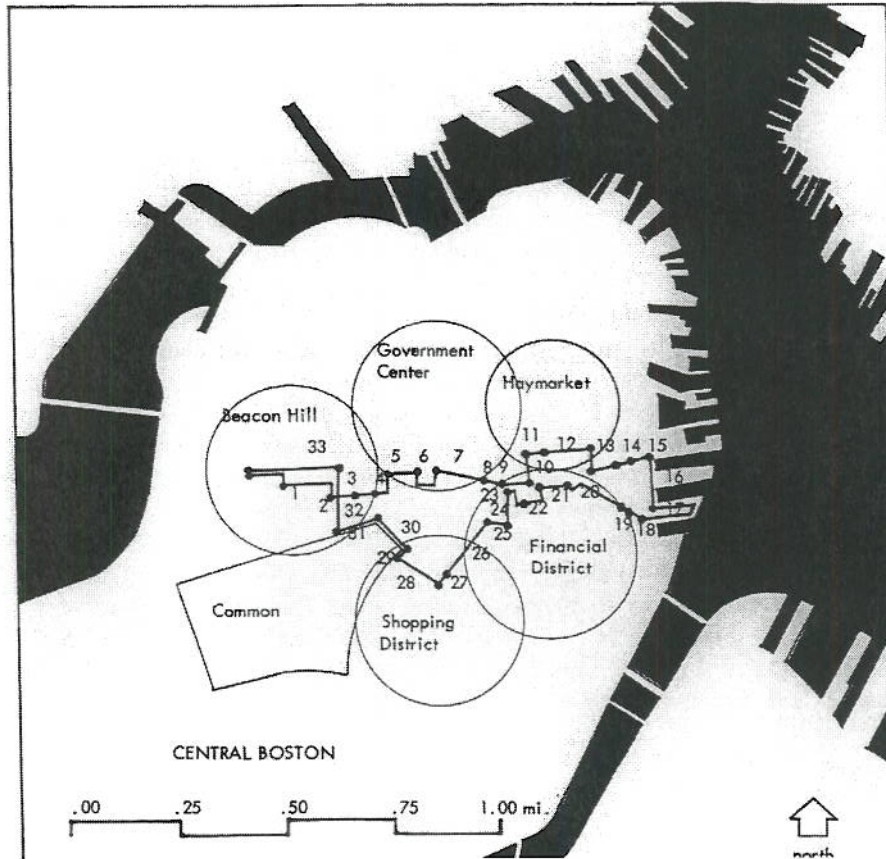 Government
Center
Haymarket
Beacon Hill
33
5 6 7
11 12 13 14 15
1 2 3 4
8 9 10
16
32
31
30
23
24
22
21
20
17
19
18
25
26
29
28
27
Financial
District
Common
Shopping
District
CENTRAL BOSTON
.00 .25 .50 .75 1.00 mi.
north